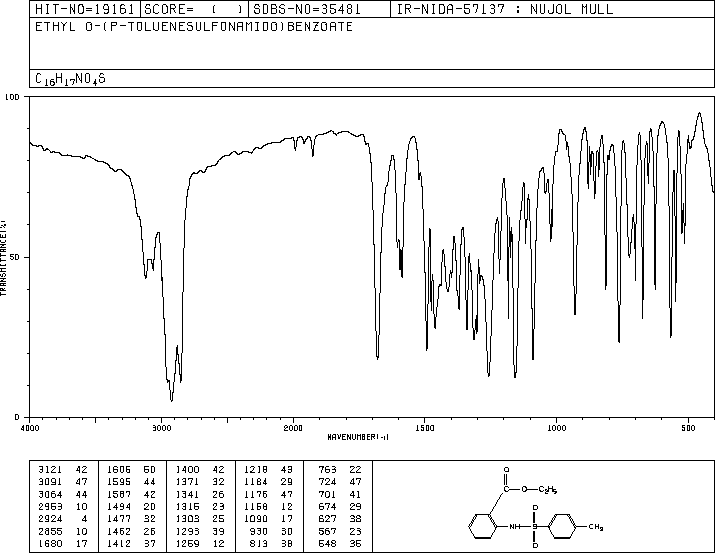 HIT-NO=19161 SCORE= ( ) SDBS-NO=35481 IR-NIDA-57137 : NUJOL MULL
ETHYL O-(P-TOLUENESULFONAMIDO)BENZOATE
C16H17NO4S
100
50
0
TRANSMITTANCE(%)
4000 3000 2000 1500 1000 500
WAVENUMBER(-1)
3121 42 1606 50 1400 42 1218 43 763 22
3091 47 1595 44 1371 32 1184 29 724 47
3064 44 1587 42 1341 26 1176 47 701 41
2953 10 1494 20 1315 23 1158 12 674 29
2924 4 1477 32 1303 25 1090 17 627 38
2855 10 1462 26 1293 39 930 30 567 23
1680 17 1412 37 1259 12 813 38 548 35
O
C—O—C2H5
O
NH—S—CH3
O